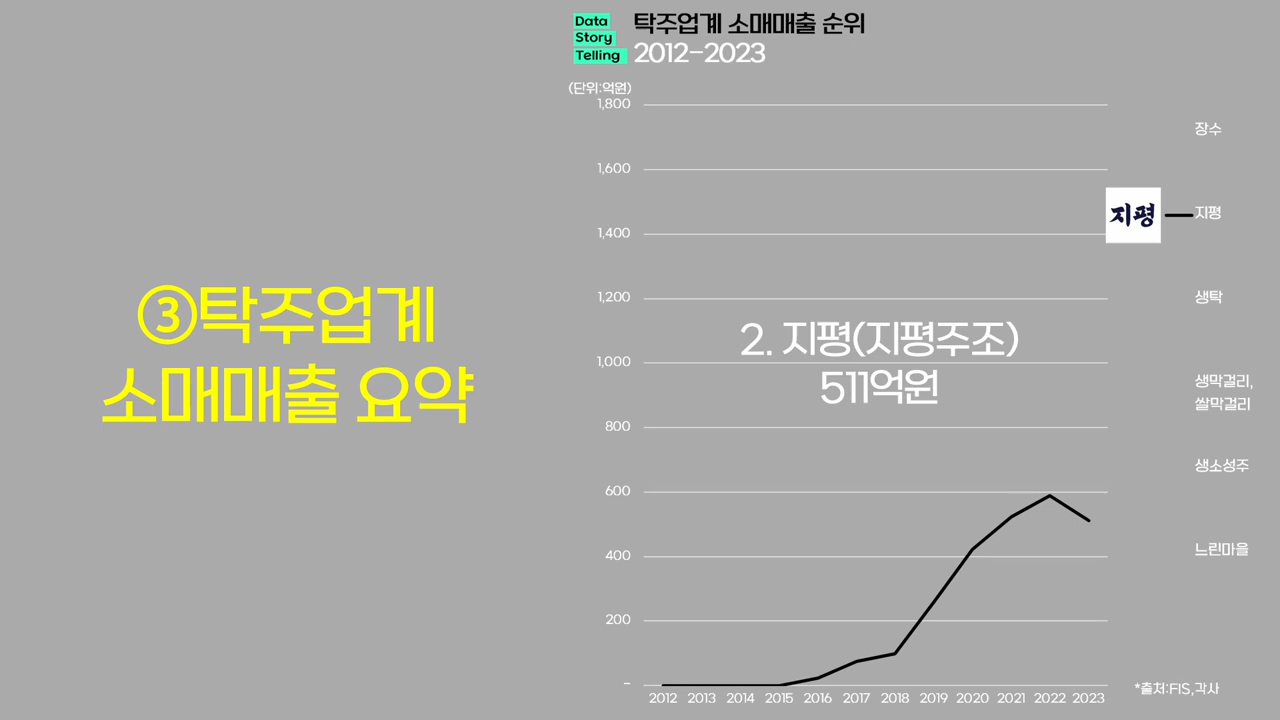 ③탁주업계
소매매출 요약
Data
Story
Telling
탁주업계 소매매출 순위
2012-2023
(단위:억원)
1,800
1,600
1,400
1,200
1,000
800
600
400
200
-
2012 2013 2014 2015 2016 2017 2018 2019 2020 2021 2022 2023
2. 지평(지평주조)
511억원
장수
지평
지평
생탁
생막걸리,
쌀막걸리
생소성주
느린마을
*출처:FIS,각사